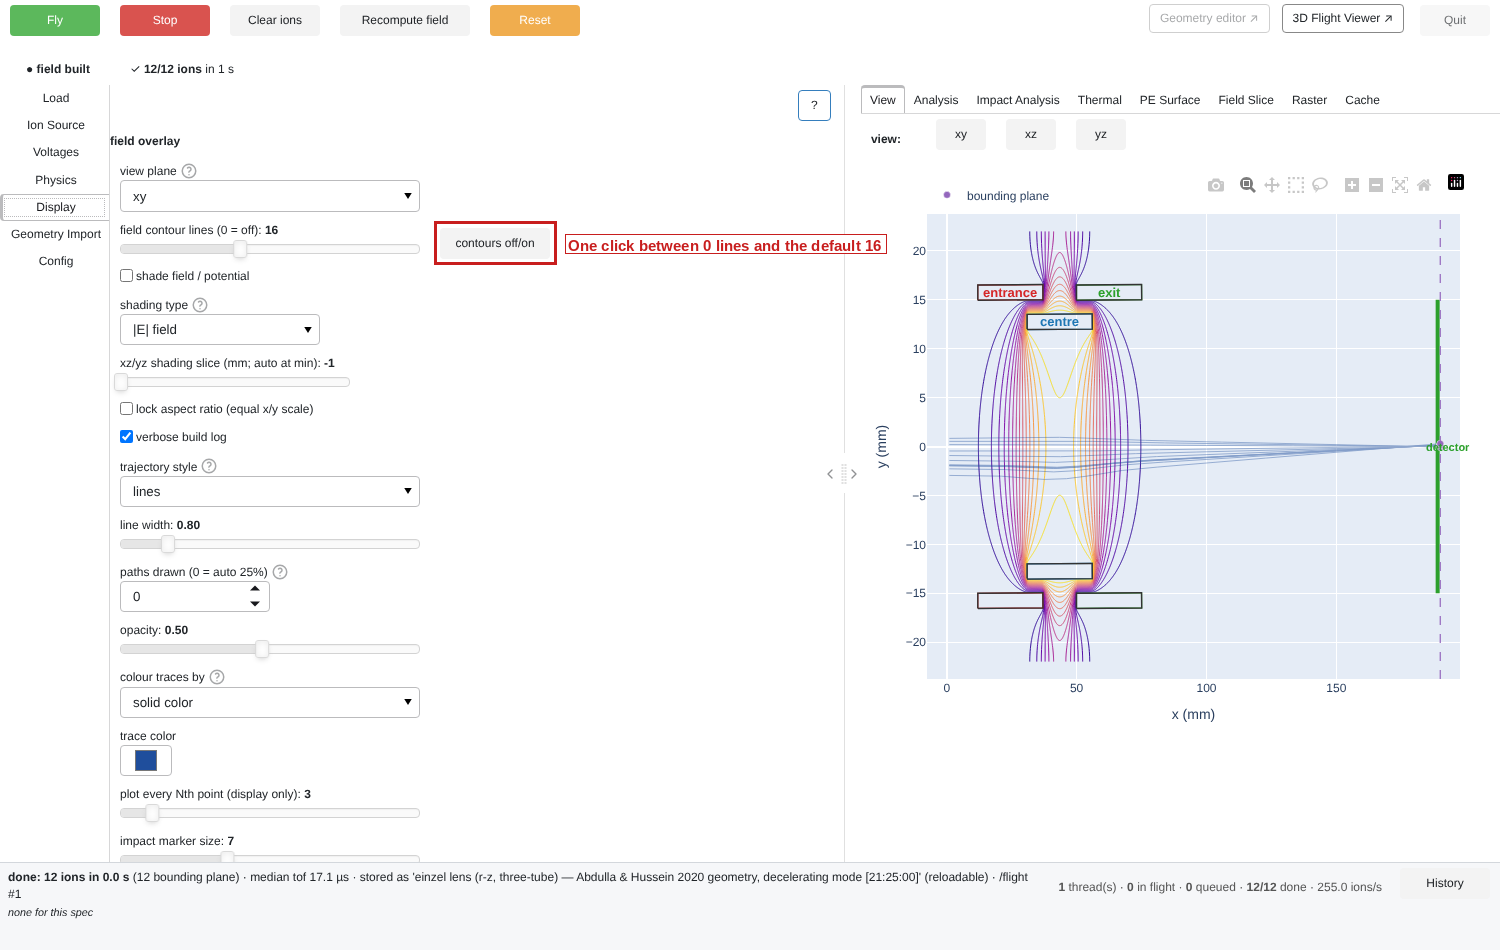 Fly
Stop
Clear ions
Recompute field
Reset
Geometry editor ↗
3D Flight Viewer ↗
Quit
● field built
✓ 12/12 ions in 1 s
Load
Ion Source
Voltages
Physics
Display
Geometry Import
Config
?
field overlay
view plane ?
xy
field contour lines (0 = off): 16
contours off/on
One click between 0 lines and the default 16
shade field / potential
shading type ?
|E| field
xz/yz shading slice (mm; auto at min): -1
lock aspect ratio (equal x/y scale)
verbose build log
trajectory style ?
lines
line width: 0.80
paths drawn (0 = auto 25%) ?
0
opacity: 0.50
colour traces by ?
solid color
trace color
plot every Nth point (display only): 3
impact marker size: 7
View
Analysis
Impact Analysis
Thermal
PE Surface
Field Slice
Raster
Cache
view:
xy
xz
yz
bounding plane
20
15
10
5
0
−5
−10
−15
−20
y (mm)
entrance
exit
centre
detector
0
50
100
150
x (mm)
done: 12 ions in 0.0 s (12 bounding plane) · median tof 17.1 µs · stored as 'einzel lens (r-z, three-tube) — Abdulla & Hussein 2020 geometry, decelerating mode [21:25:00]' (reloadable) · /flight
#1
none for this spec
1 thread(s) · 0 in flight · 0 queued · 12/12 done · 255.0 ions/s
History